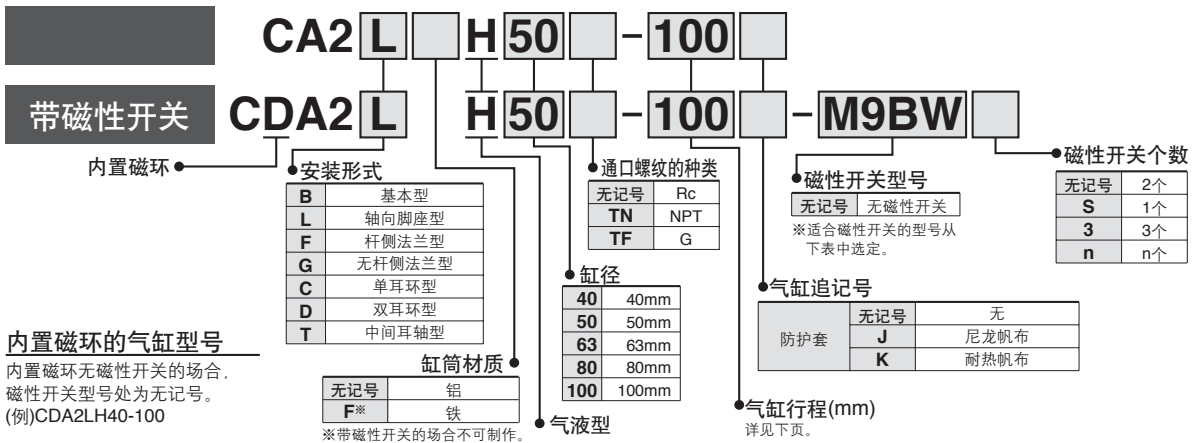 CA2 L H 50 -100
带磁性开关 CDA2 L H 50 -100 -M9BW
内置磁环
安装形式
B 基本型
L 轴向脚座型
F 杆侧法兰型
G 无杆侧法兰型
C 单耳环型
D 双耳环型
T 中间耳轴型
通口螺纹的种类
无记号 Rc
TN NPT
TF G
磁性开关型号
无记号 无磁性开关
※适合磁性开关的型号从
下表中选定。
磁性开关个数
无记号 2个
S 1个
3 3个
n n个
缸径
40 40mm
50 50mm
63 63mm
80 80mm
100 100mm
气缸追记号
防护套 无记号 无
J 尼龙帆布
K 耐热帆布
内置磁环的气缸型号
内置磁环无磁性开关的场合,
磁性开关型号处为无记号。
(例)CDA2LH40-100
缸筒材质
无记号 铝
F※ 铁
※带磁性开关的场合不可制作。
气液型
气缸行程(mm)
详见下页。